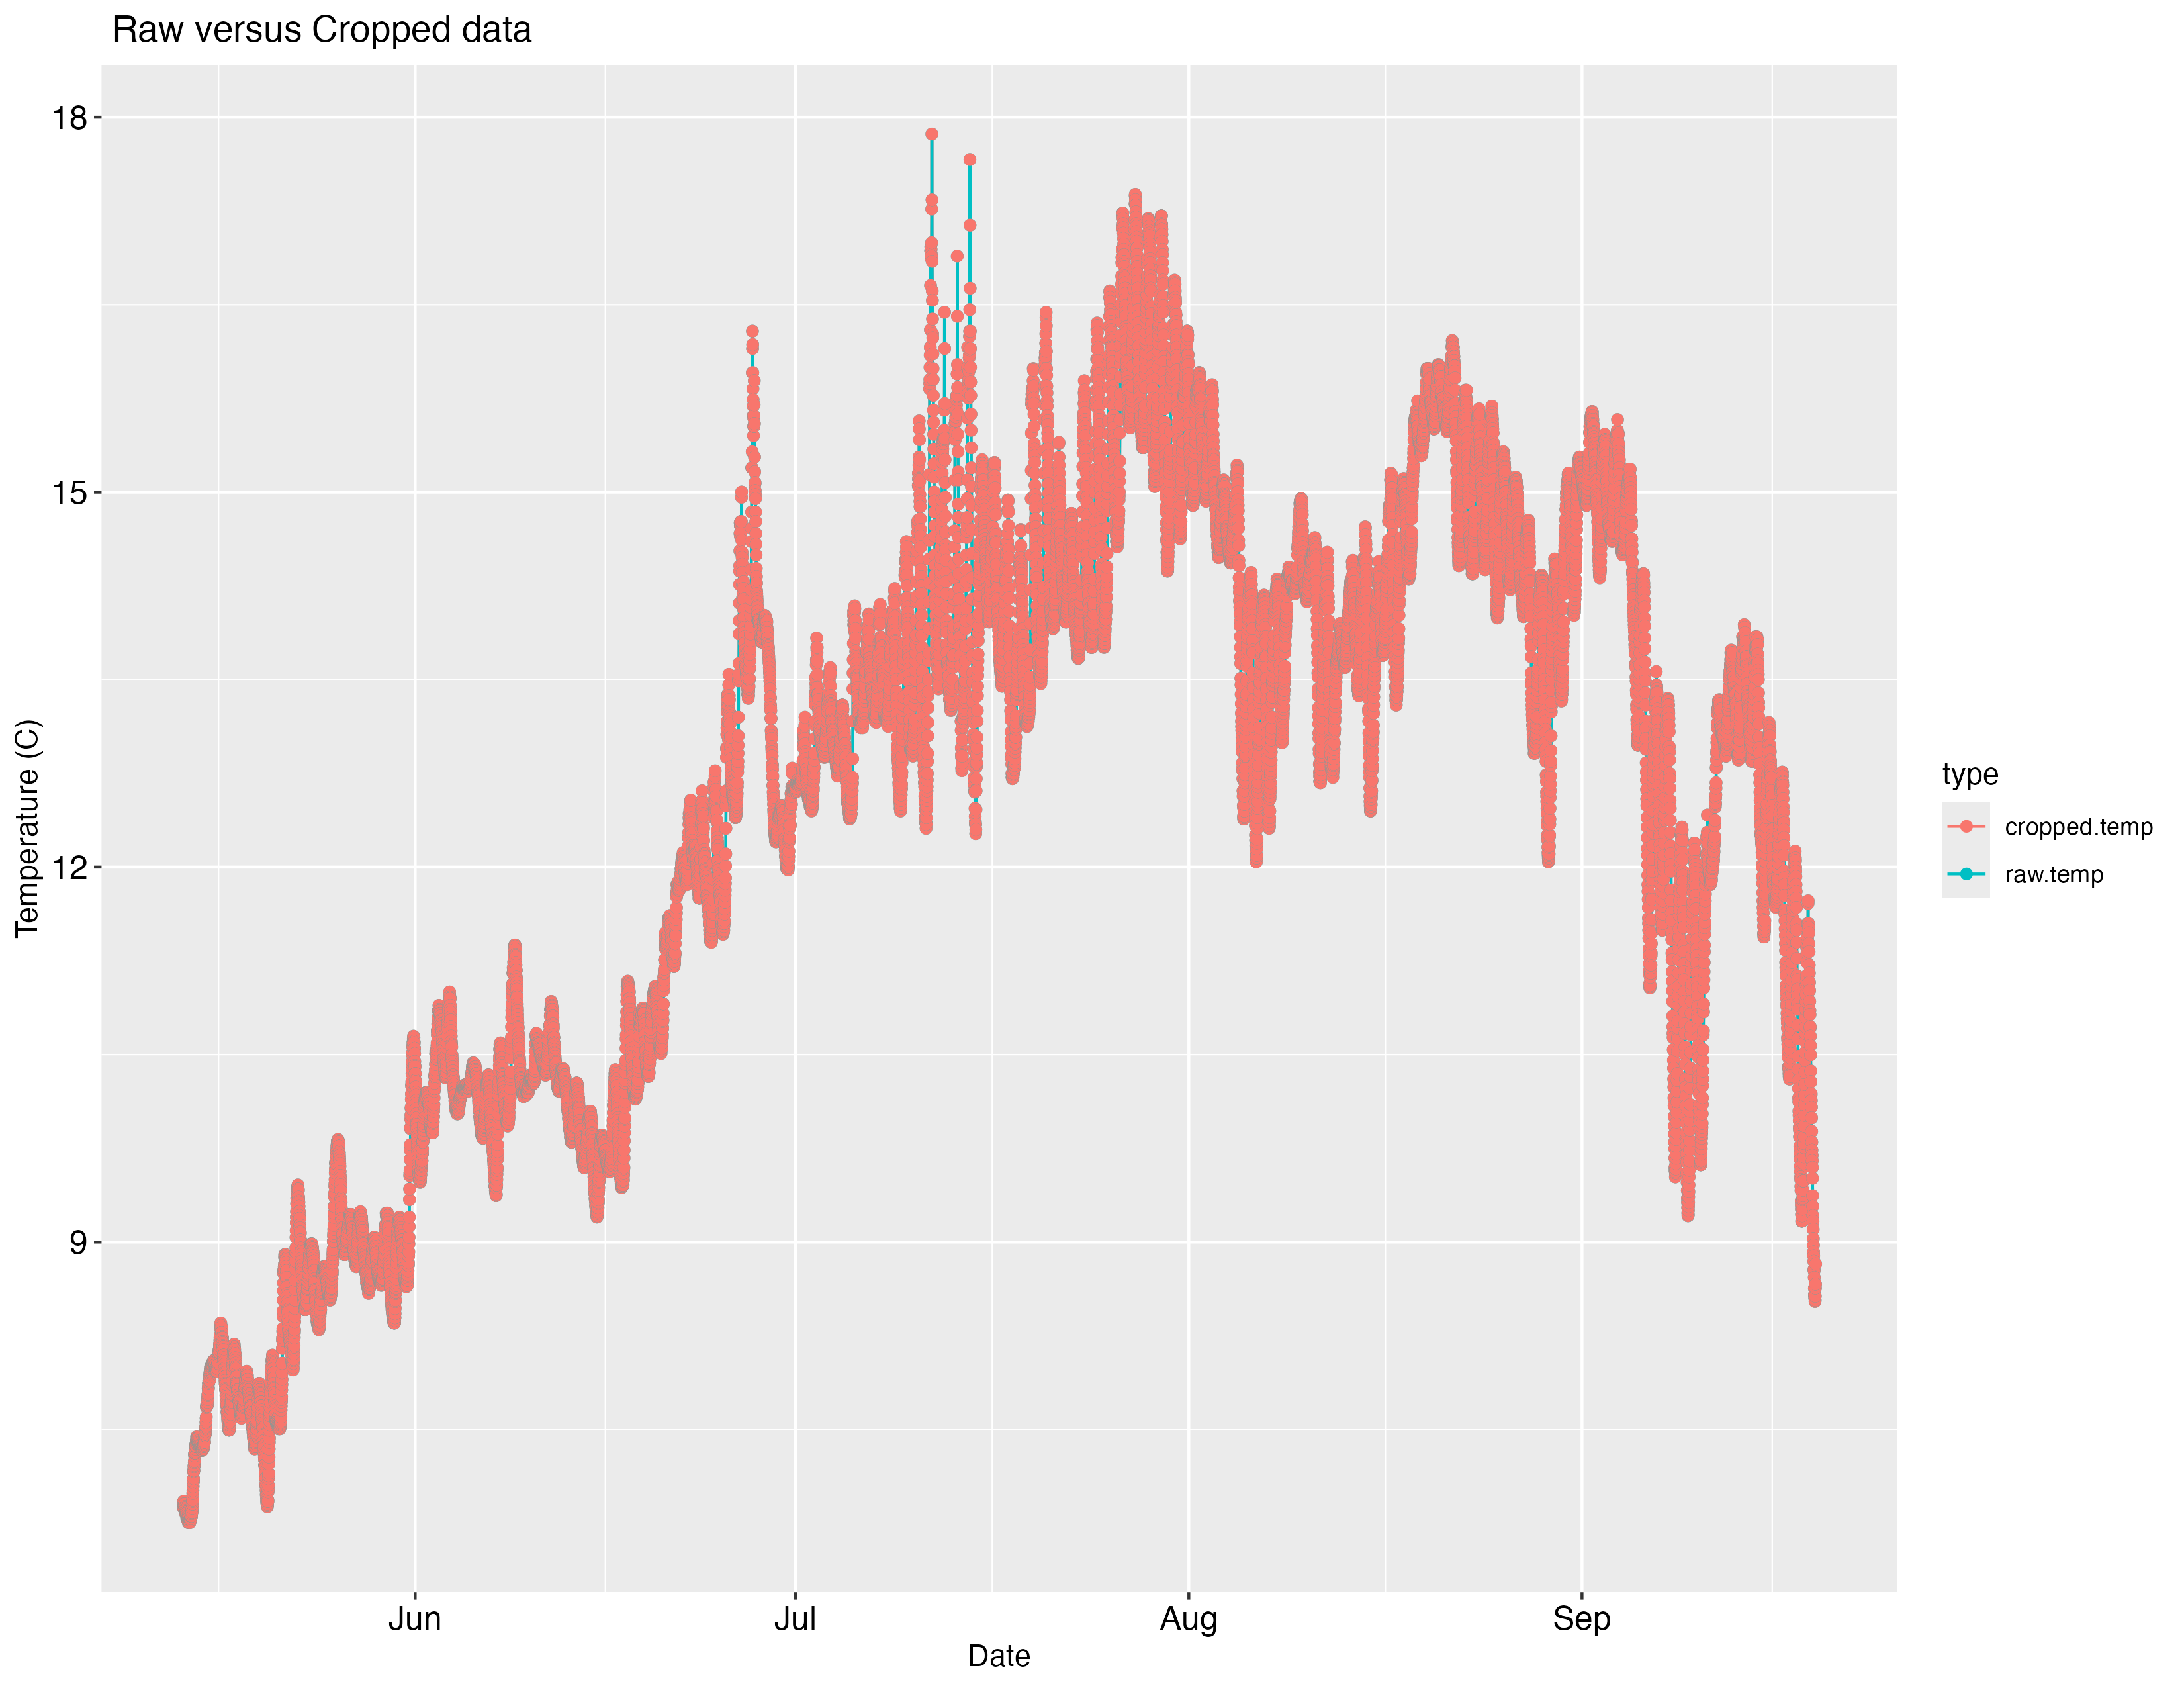 Raw versus Cropped data
18
15
12
9
Temperature (C)
Jun
Jul
Aug
Sep
Date
type
cropped.temp
raw.temp